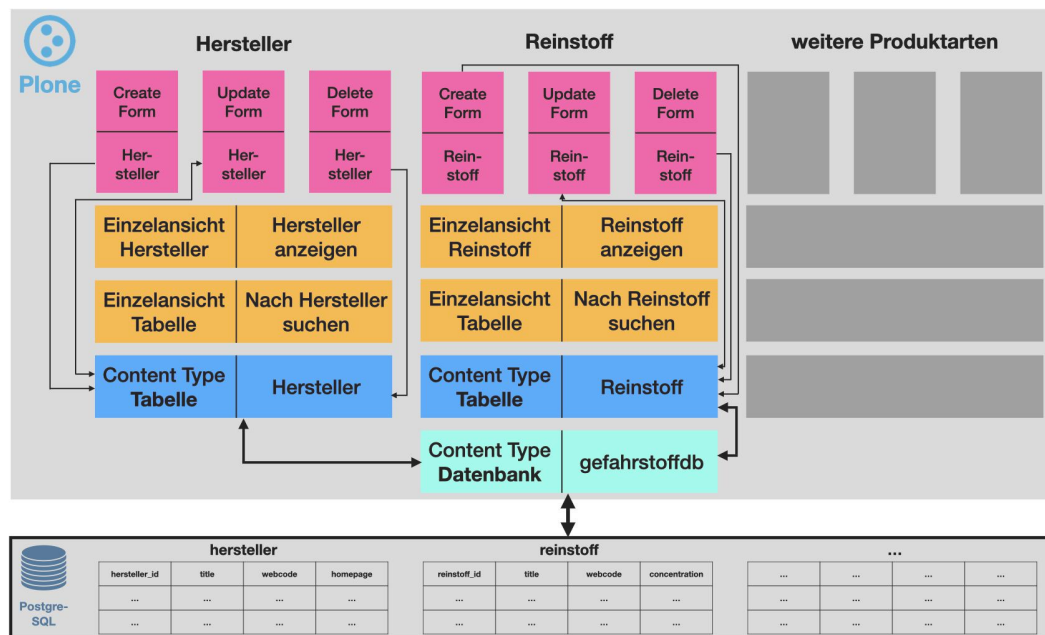 Plone
Hersteller
Reinstoff
weitere Produktarten
Create
Form
Her-
steller
Update
Form
Her-
steller
Delete
Form
Her-
steller
Create
Form
Rein-
stoff
Update
Form
Rein-
stoff
Delete
Form
Rein-
stoff
Einzelansicht
Hersteller
Hersteller
anzeigen
Einzelansicht
Reinstoff
Reinstoff
anzeigen
Einzelansicht
Tabelle
Nach Hersteller
suchen
Einzelansicht
Tabelle
Nach Reinstoff
suchen
Content Type
Tabelle
Hersteller
Content Type
Tabelle
Reinstoff
Content Type
Datenbank
gefahrstoffdb
Postgre-
SQL
hersteller
hersteller_id title webcode homepage
... ... ... ...
... ... ... ...
reinstoff
reinstoff_id title webcode concentration
... ... ... ...
... ... ... ...
...
... ... ... ...
... ... ... ...
... ... ... ...